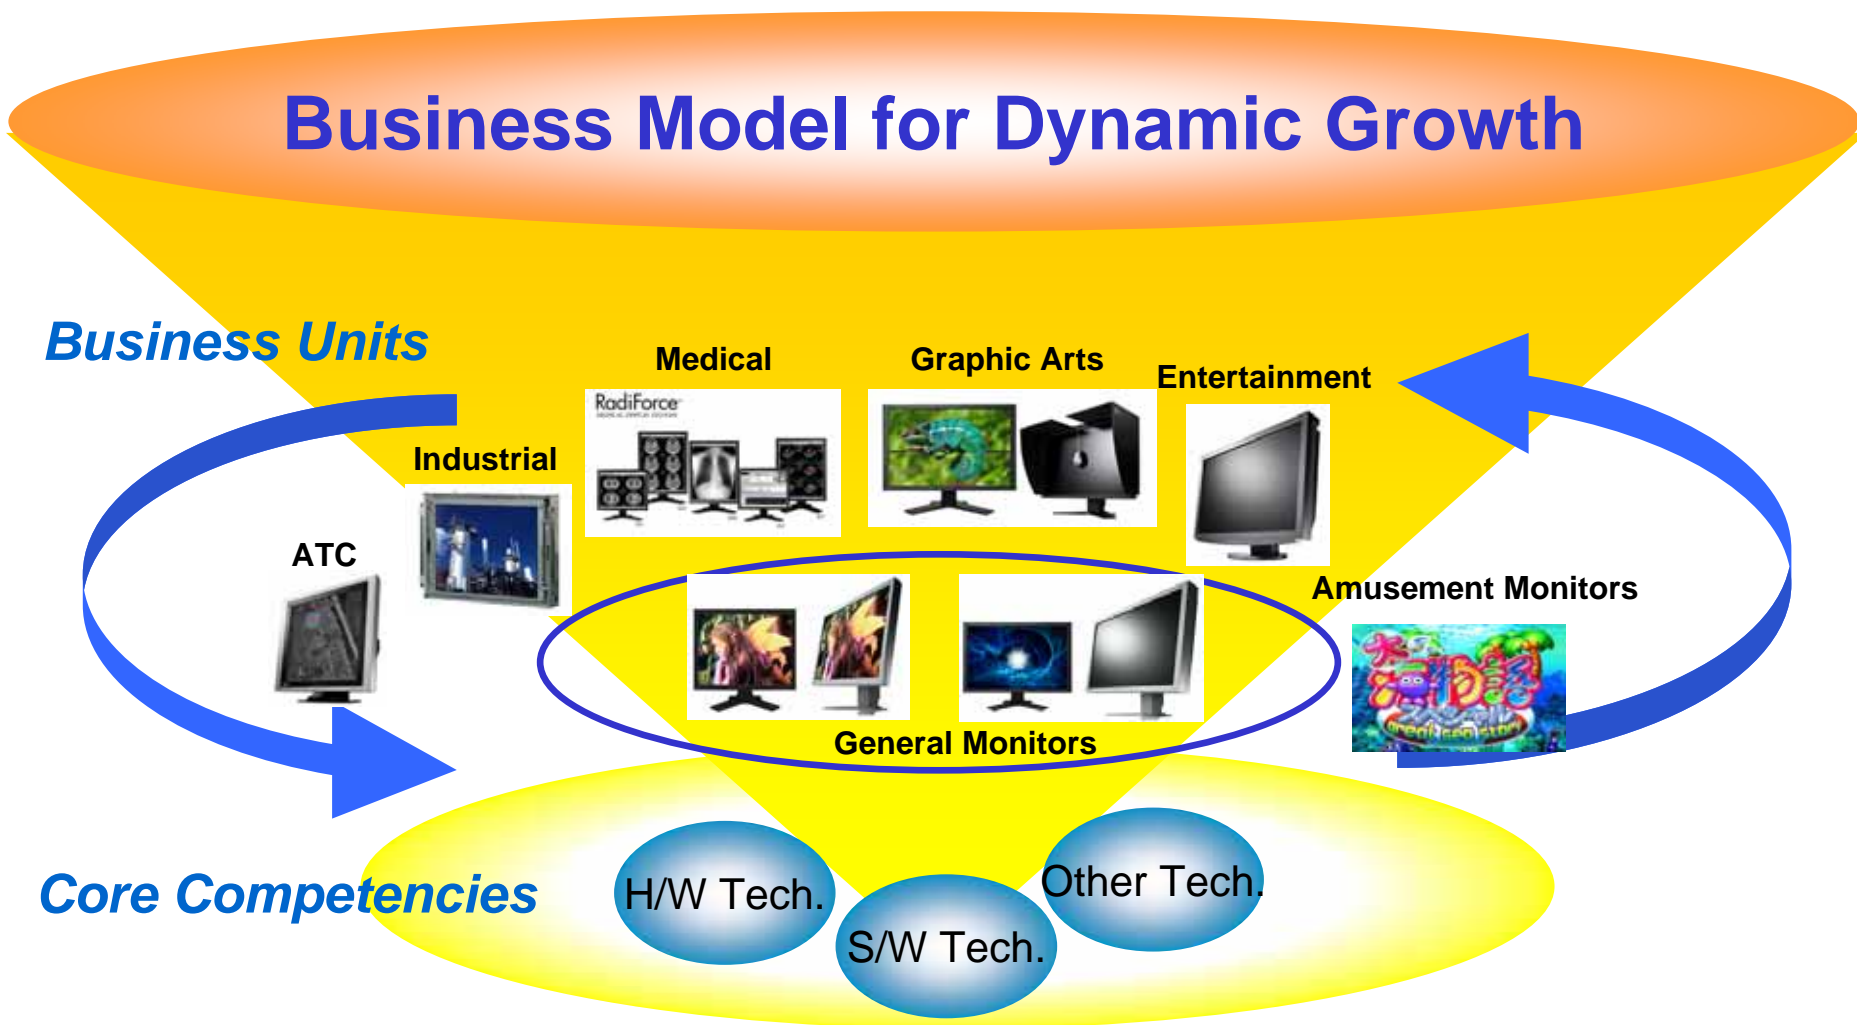 Business Model for Dynamic Growth
Business Units
Medical
Graphic Arts
Entertainment
RadiForce
Industrial
ATC
Amusement Monitors
General Monitors
Core Competencies
H/W Tech.
Other Tech.
S/W Tech.